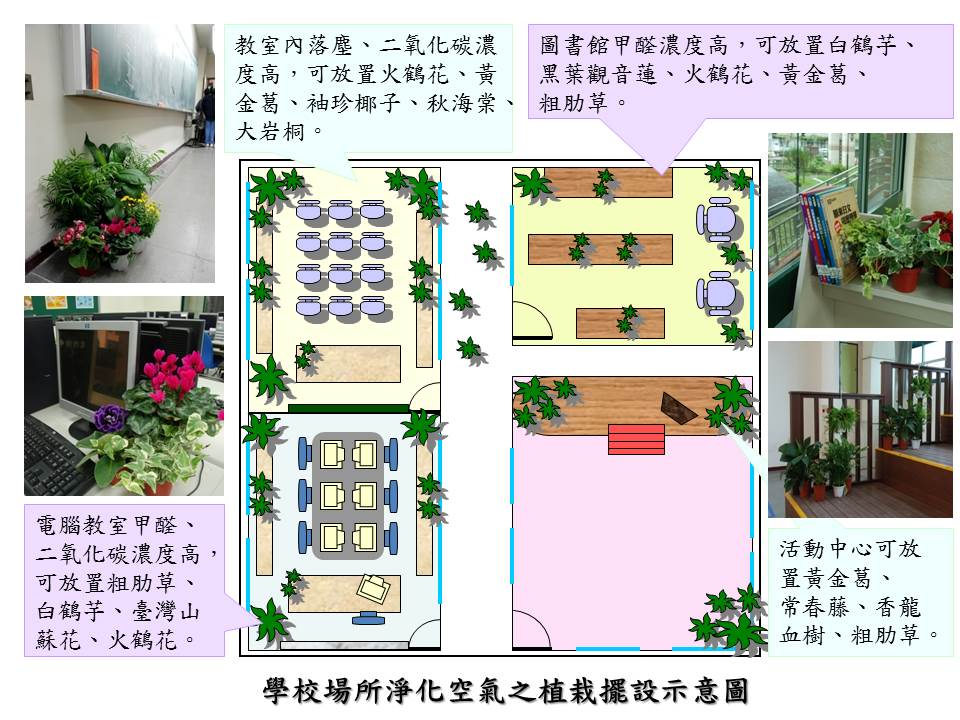 教室內落塵、二氧化碳濃
度高，可放置火鶴花、黃
金葛、袖珍椰子、秋海棠、
大岩桐。
圖書館甲醛濃度高，可放置白鶴芋、
黑葉觀音蓮、火鶴花、黃金葛、
粗肋草。
電腦教室甲醛、
二氧化碳濃度高，
可放置粗肋草、
白鶴芋、臺灣山
蘇花、火鶴花。
活動中心可放
置黃金葛、
常春藤、香龍
血樹、粗肋草。
學校場所淨化空氣之植栽擺設示意圖